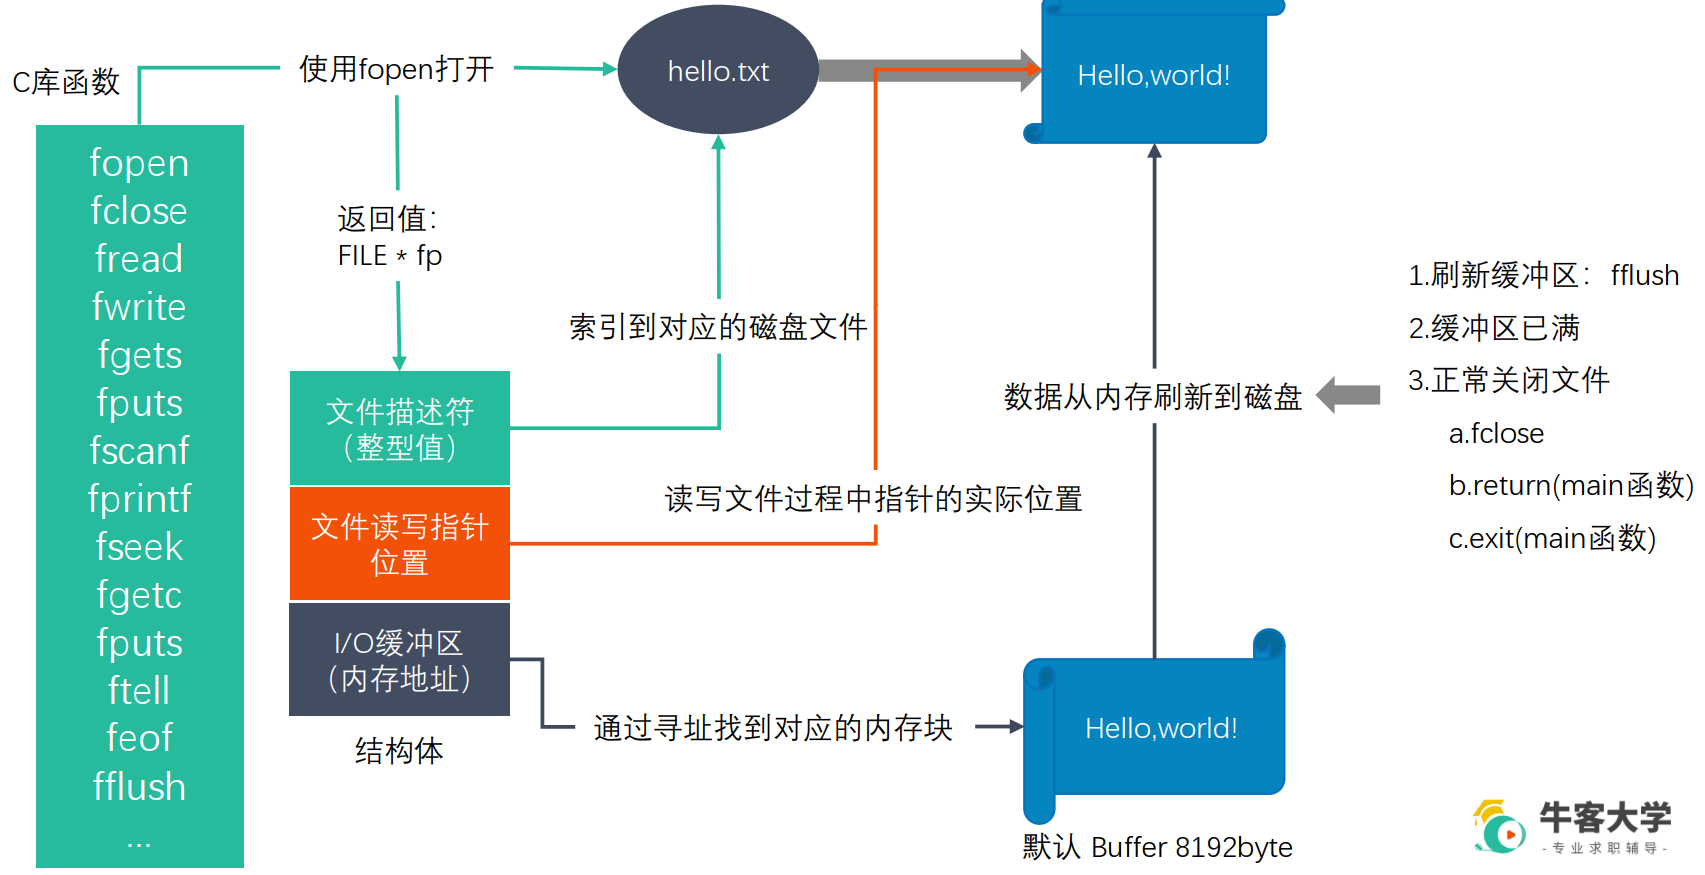 C库函数
fopen
fclose
fread
fwrite
fgets
fputs
fscanf
fprintf
fseek
fgetc
fputs
ftell
feof
fflush
...
使用fopen打开
返回值：
FILE * fp
文件描述符
（整型值）
文件读写指针
位置
I/O缓冲区
（内存地址）
结构体
hello.txt
索引到对应的磁盘文件
读写文件过程中指针的实际位置
通过寻址找到对应的内存块
Hello,world!
数据从内存刷新到磁盘
Hello,world!
默认 Buffer 8192byte
1.刷新缓冲区： fflush
2.缓冲区已满
3.正常关闭文件
a.fclose
b.return(main函数)
c.exit(main函数)
牛客大学
-专业求职辅导-